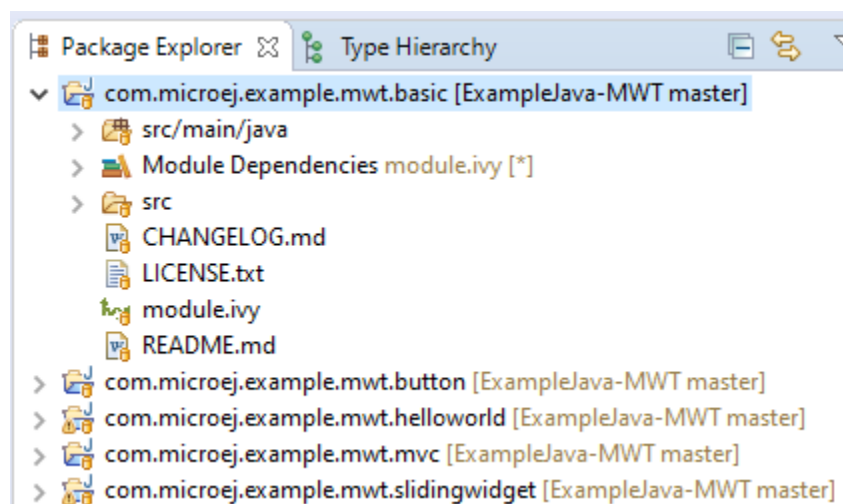 Package Explorer Type Hierarchy
com.microej.example.mwt.basic [ExampleJava-MWT master]
src/main/java
Module Dependencies module.ivy [*]
src
CHANGELOG.md
LICENSE.txt
module.ivy
README.md
com.microej.example.mwt.button [ExampleJava-MWT master]
com.microej.example.mwt.helloworld [ExampleJava-MWT master]
com.microej.example.mwt.mvc [ExampleJava-MWT master]
com.microej.example.mwt.slidingwidget [ExampleJava-MWT master]